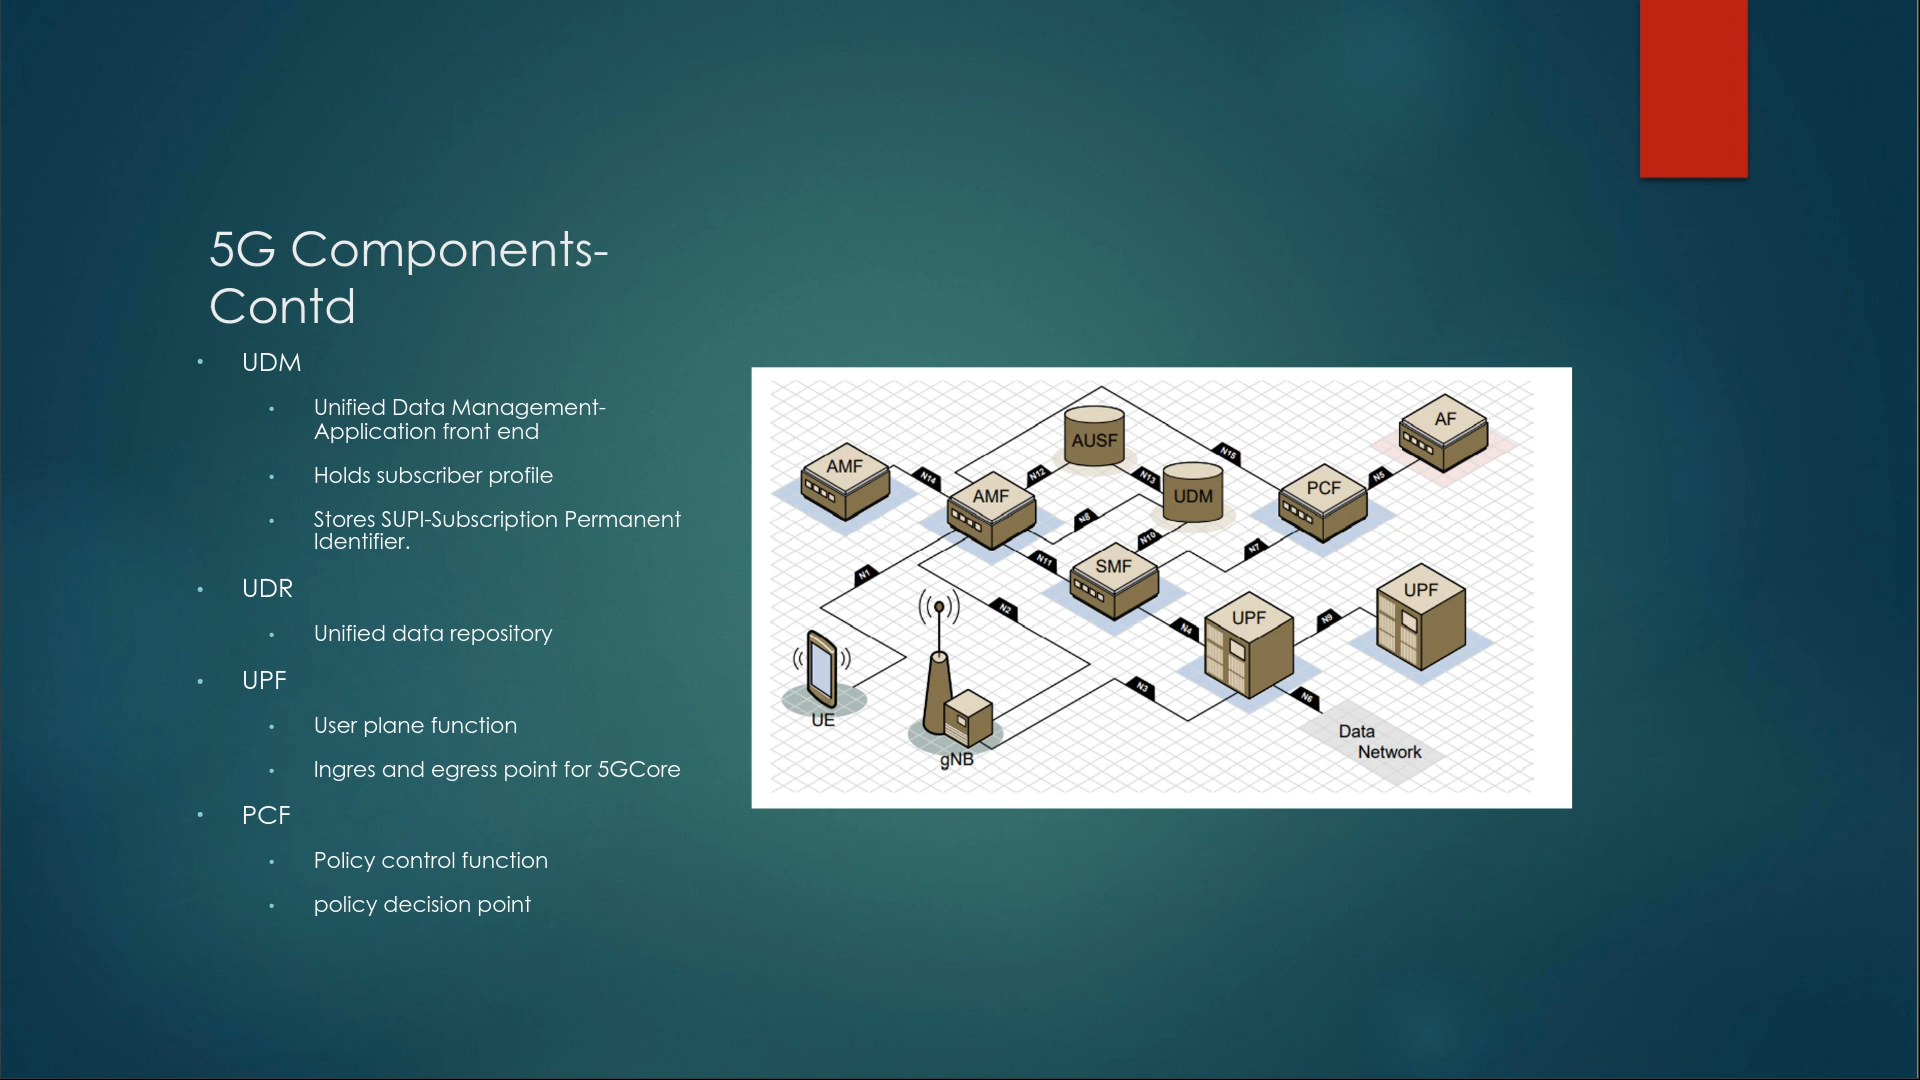 5G Components-
Contd
• UDM
• Unified Data Management-
Application front end
• Holds subscriber profile
• Stores SUPI-Subscription Permanent
Identifier.
• UDR
• Unified data repository
• UPF
• User plane function
• Ingres and egress point for 5GCore
• PCF
• Policy control function
• policy decision point
AF
AUSF
N15
AMF
N14
N12
N13
N5
AMF
UDM
PCF
N8
N10
N7
N11
SMF
N1
UPF
N2
UPF
N9
N4
N3
N6
UE
gNB
Data
Network